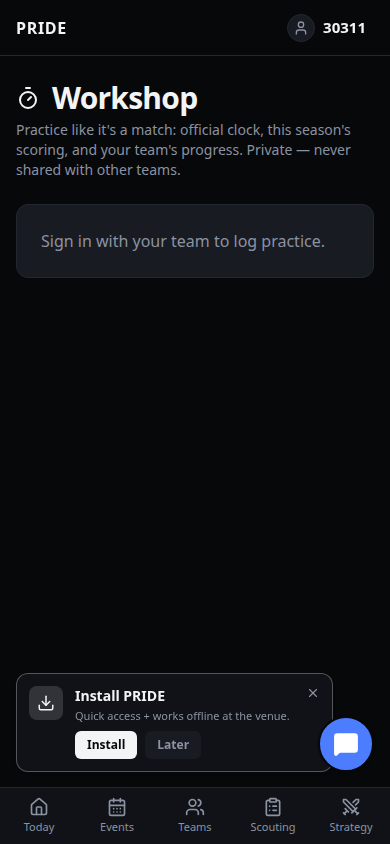 PRIDE
30311
Workshop
Practice like it's a match: official clock, this season's
scoring, and your team's progress. Private — never
shared with other teams.
Sign in with your team to log practice.
Install PRIDE
Quick access + works offline at the venue.
Install
Later
Today
Events
Teams
Scouting
Strategy